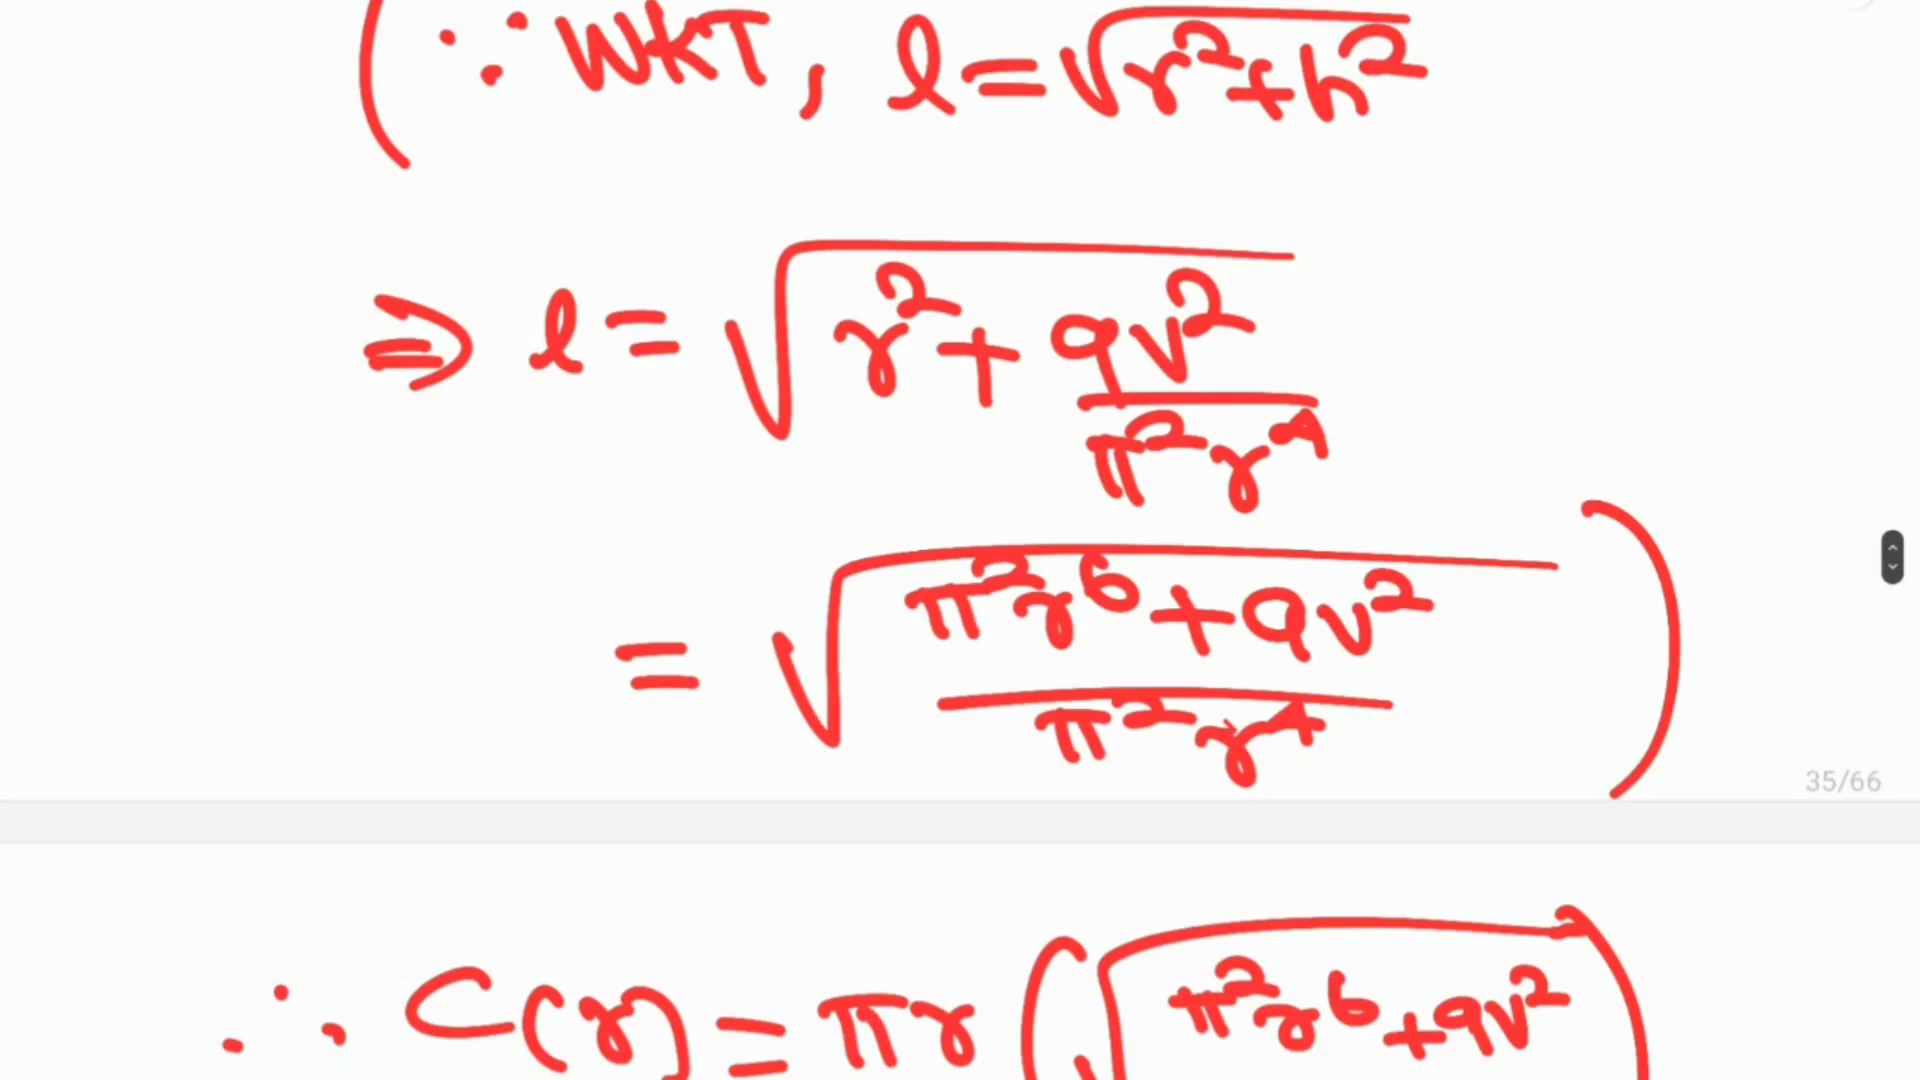 (∵ WKT, l = √(r²+h²)
⇒ l = √(r² + 9v²/π²r⁴)
= √((π²r⁶+9v²)/π²r⁴) )
35/66
∴ C(r) = πr (√(π²r⁶+9v²